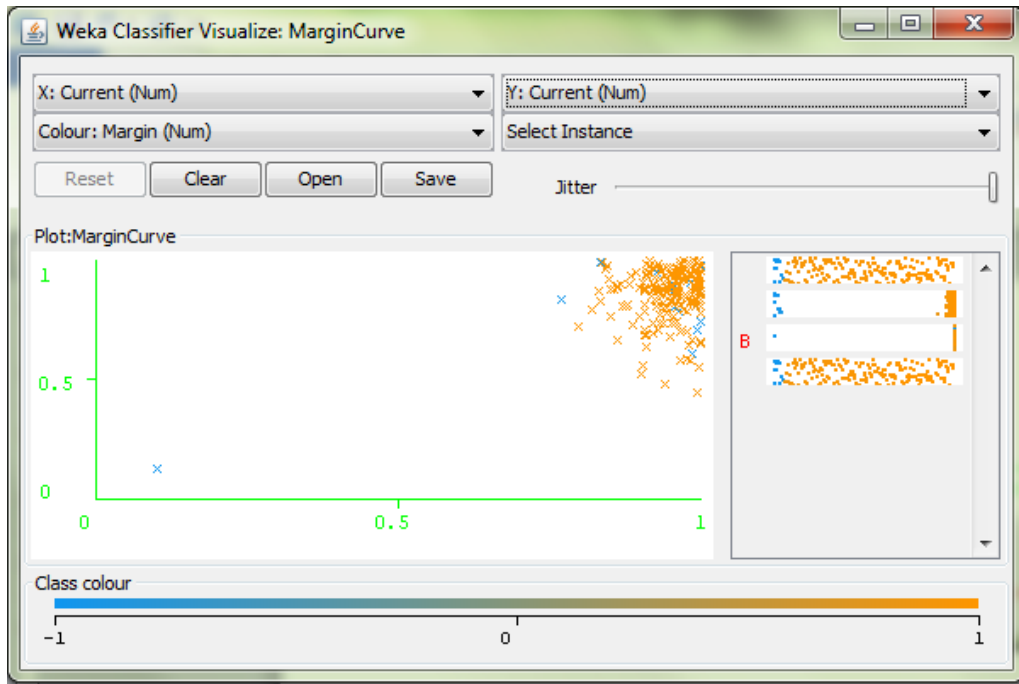 Weka Classifier Visualize: MarginCurve
X: Current (Num)
Y: Current (Num)
Colour: Margin (Num)
Select Instance
Reset
Clear
Open
Save
Jitter
Plot:MarginCurve
1
0.5
0
0
0.5
1
B
Class colour
-1
0
1